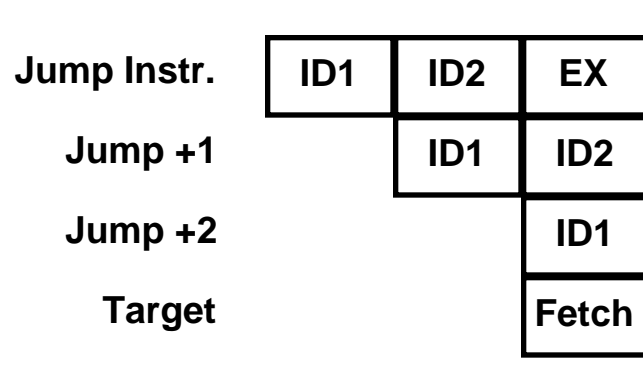 Jump Instr. ID1 ID2 EX
Jump +1 ID1 ID2
Jump +2 ID1
Target Fetch